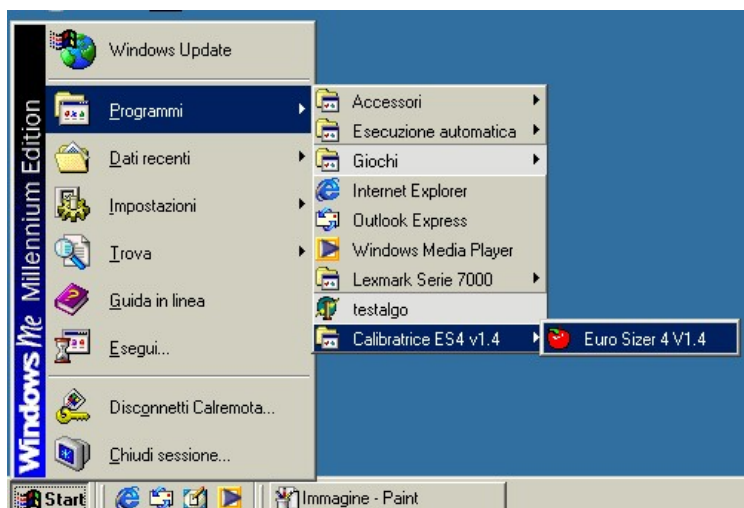 Windows Me Millennium Edition
Windows Update
Programmi
Dati recenti
Impostazioni
Trova
Guida in linea
Esegui...
Disconnetti Calremota...
Chiudi sessione...
Accessori
Esecuzione automatica
Giochi
Internet Explorer
Outlook Express
Windows Media Player
Lexmark Serie 7000
testalgo
Calibratrice ES4 v1.4
Euro Sizer 4 V1.4
Start
Immagine - Paint